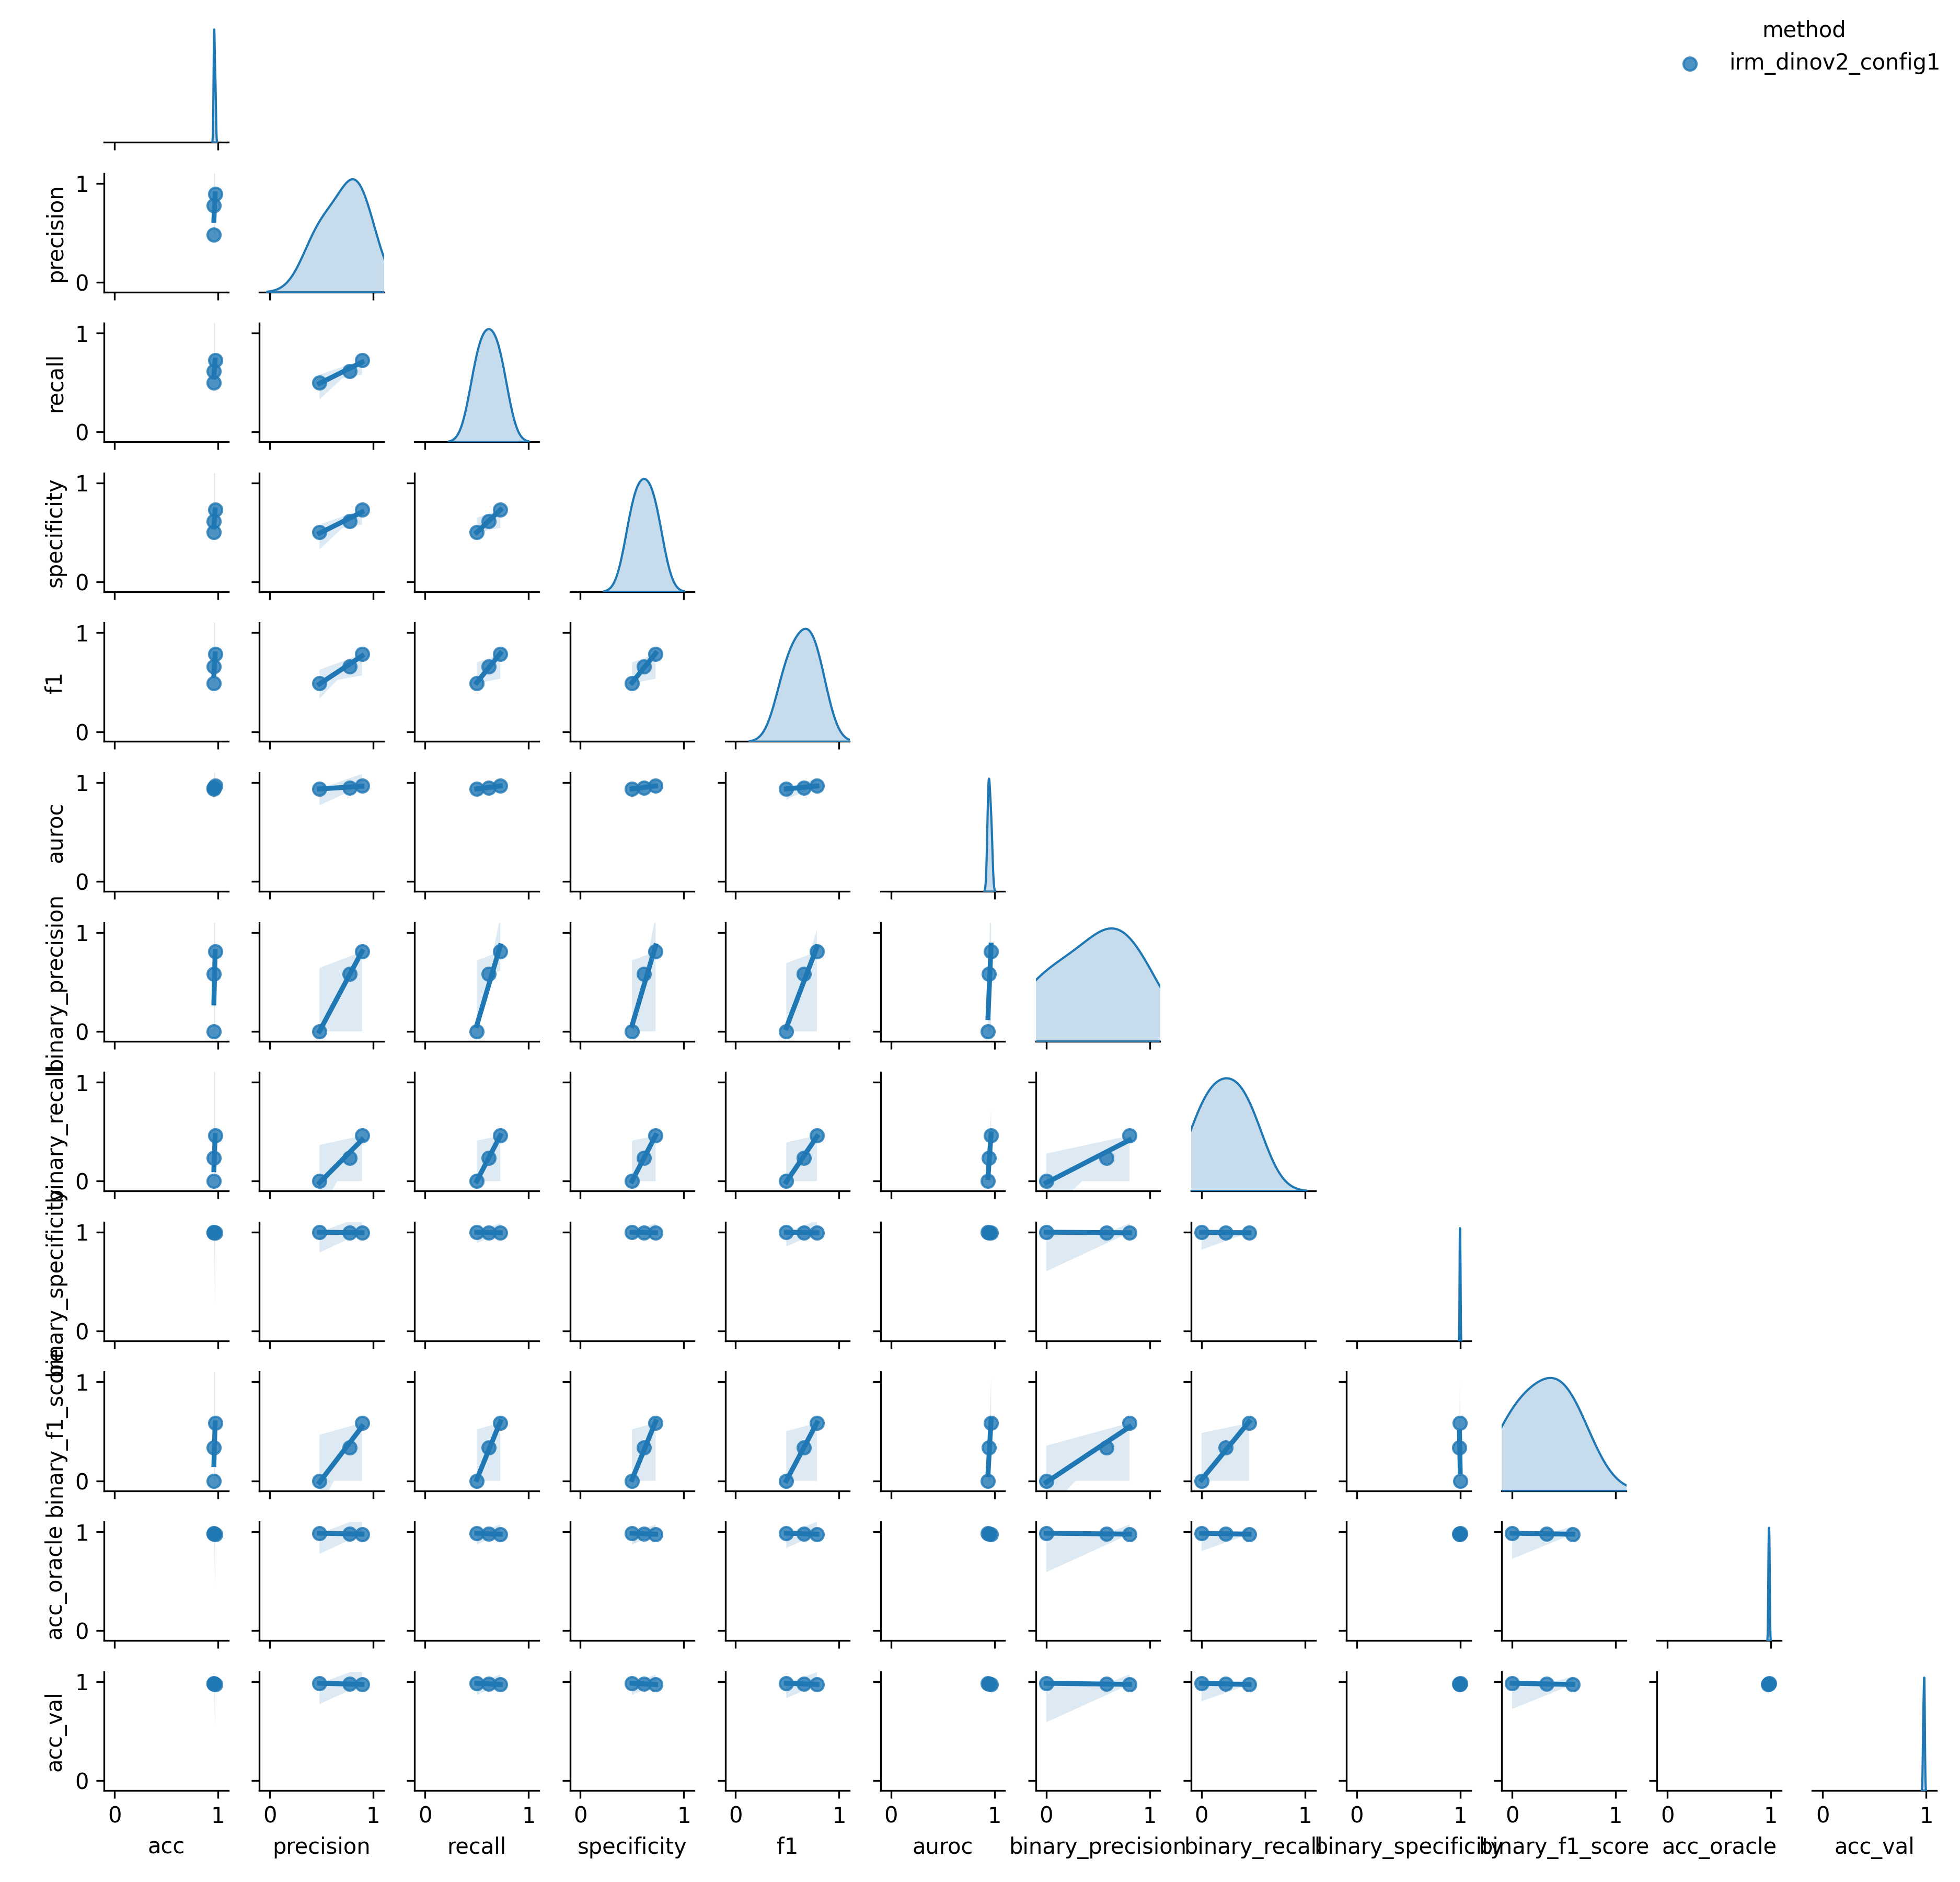 method
irm_dinov2_config1
1
precision
0
1
recall
0
1
specificity
0
1
f1
0
1
auroc
0
1
binary_precision
0
1
binary_recall
0
1
binary_specificity
0
1
binary_f1_score
0
1
acc_oracle
0
1
acc_val
0
0 1 0 1 0 1 0 1 0 1 0 1 0 1 0 1 0 1 0 1 0 1 0 1
acc precision recall specificity f1 auroc binary_precision binary_recall binary_specificity binary_f1_score acc_oracle acc_val